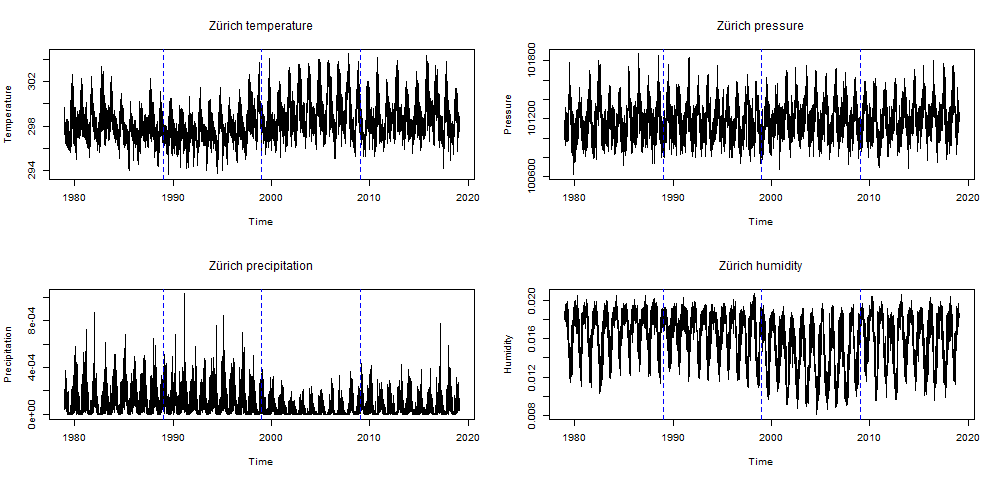 Zürich temperature
Temperature
294
298
302
1980
1990
2000
2010
2020
Time
Zürich pressure
Pressure
100600
101200
101800
1980
1990
2000
2010
2020
Time
Zürich precipitation
Precipitation
0e+00
4e-04
8e-04
1980
1990
2000
2010
2020
Time
Zürich humidity
Humidity
0.008
0.012
0.016
0.020
1980
1990
2000
2010
2020
Time